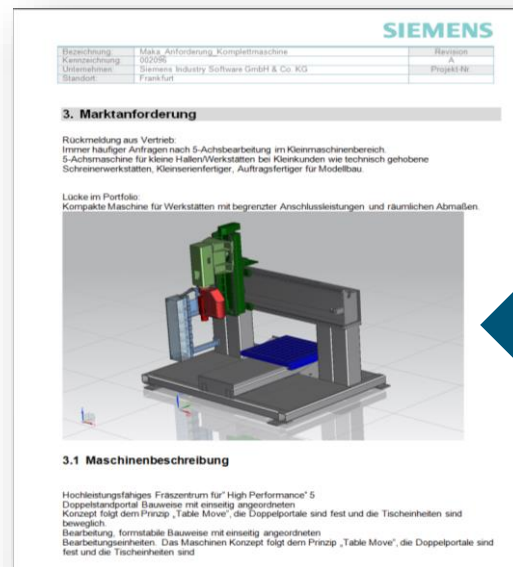 SIEMENS
Bezeichnung: Maka_Anforderung_Komplettmaschine Revision
Kennzeichnung: 002095 A
Unternehmen: Siemens Industry Software GmbH & Co. KG Projekt-Nr.
Standort: Frankfurt
3. Marktanforderung
Rückmeldung aus Vertrieb:
Immer häufiger Anfragen nach 5-Achsbearbeitung im Kleinmaschinenbereich.
5-Achsmaschine für kleine Hallen/Werkstätten bei Kleinkunden wie technisch gehobene
Schreinerwerkstätten, Kleinserienfertiger, Auftragsfertiger für Modellbau.
Lücke im Portfolio:
Kompakte Maschine für Werkstätten mit begrenzter Anschlussleistungen und räumlichen Abmaßen.
3.1 Maschinenbeschreibung
Hochleistungsfähiges Fräszentrum für" High Performance" 5
Doppelstandportal Bauweise mit einseitig angeordneten
Konzept folgt dem Prinzip „Table Move", die Doppelportale sind fest und die Tischeinheiten sind
beweglich.
Bearbeitung, formstabile Bauweise mit einseitig angeordneten
Bearbeitungseinheiten. Das Maschinen Konzept folgt dem Prinzip „Table Move", die Doppelportale sind
fest und die Tischeinheiten sind